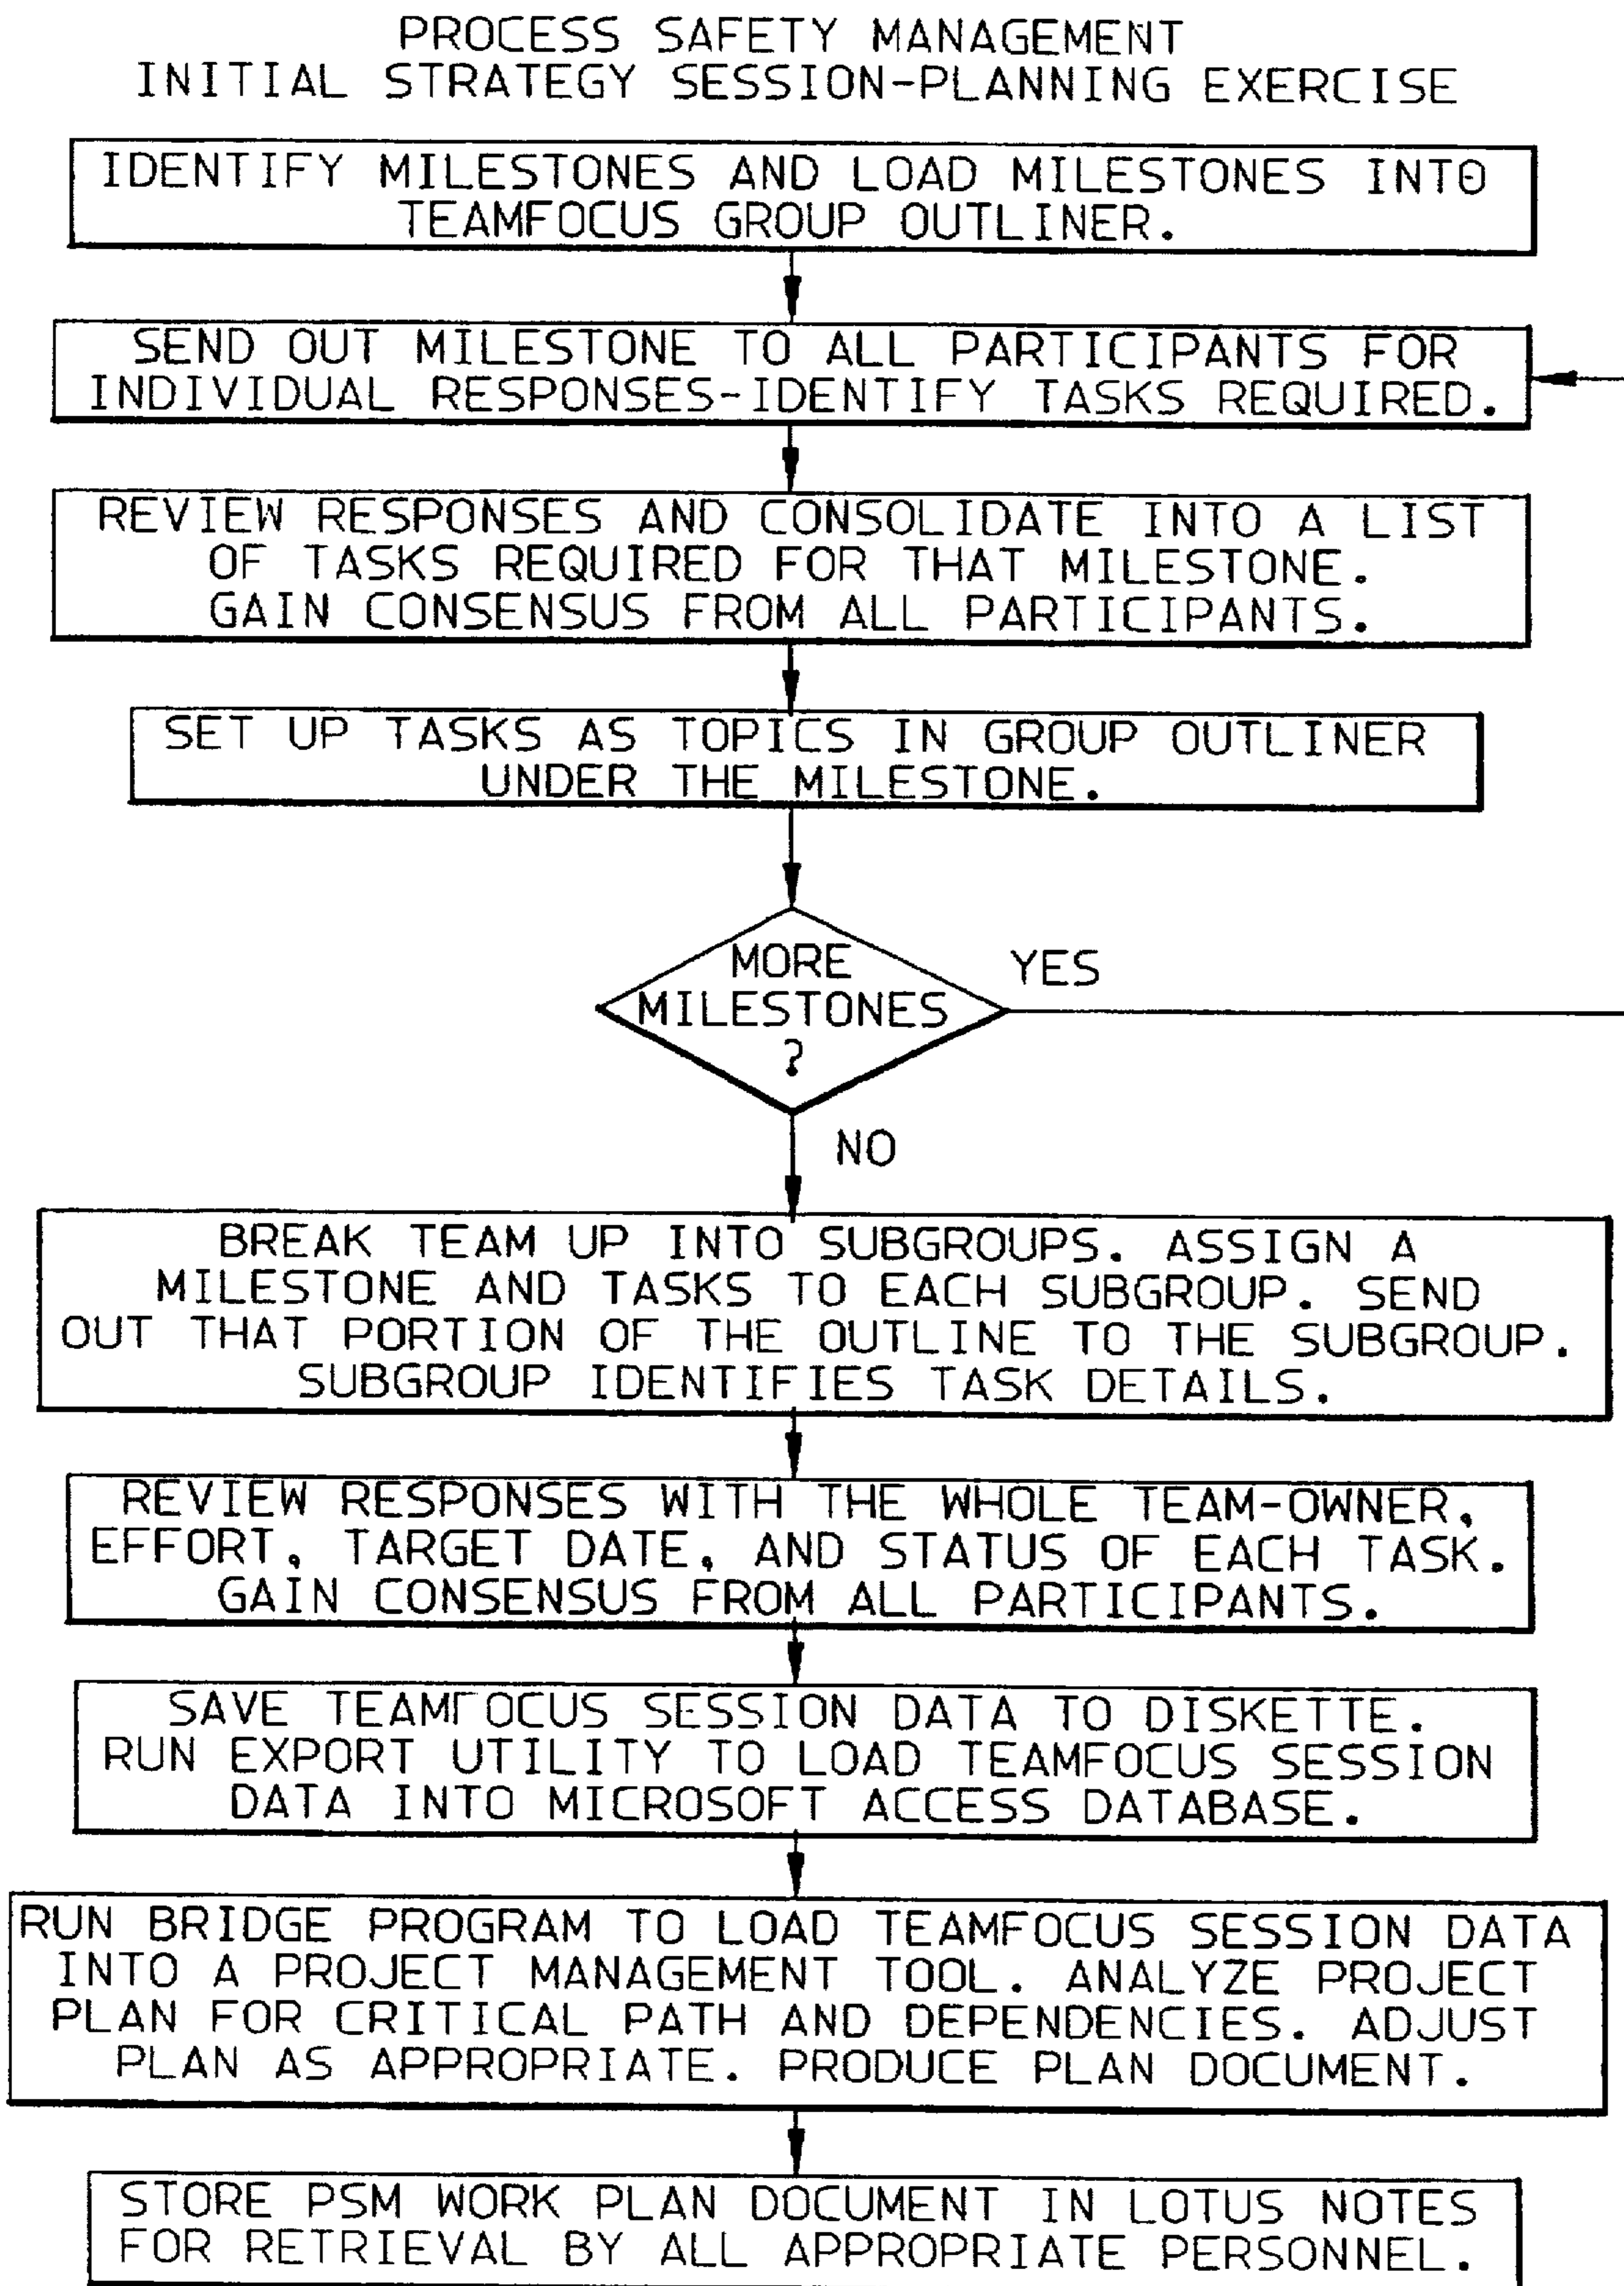 PROCESS SAFETY MANAGEMENT
INITIAL STRATEGY SESSION-PLANNING EXERCISE
IDENTIFY MILESTONES AND LOAD MILESTONES INTO
TEAMFOCUS GROUP OUTLINER.
SEND OUT MILESTONE TO ALL PARTICIPANTS FOR
INDIVIDUAL RESPONSES-IDENTIFY TASKS REQUIRED.
REVIEW RESPONSES AND CONSOLIDATE INTO A LIST
OF TASKS REQUIRED FOR THAT MILESTONE.
GAIN CONSENSUS FROM ALL PARTICIPANTS.
SET UP TASKS AS TOPICS IN GROUP OUTLINER
UNDER THE MILESTONE.
MORE
MILESTONES
?
YES
NO
BREAK TEAM UP INTO SUBGROUPS. ASSIGN A
MILESTONE AND TASKS TO EACH SUBGROUP. SEND
OUT THAT PORTION OF THE OUTLINE TO THE SUBGROUP.
SUBGROUP IDENTIFIES TASK DETAILS.
REVIEW RESPONSES WITH THE WHOLE TEAM-OWNER,
EFFORT, TARGET DATE, AND STATUS OF EACH TASK.
GAIN CONSENSUS FROM ALL PARTICIPANTS.
SAVE TEAMFOCUS SESSION DATA TO DISKETTE.
RUN EXPORT UTILITY TO LOAD TEAMFOCUS SESSION
DATA INTO MICROSOFT ACCESS DATABASE.
RUN BRIDGE PROGRAM TO LOAD TEAMFOCUS SESSION DATA
INTO A PROJECT MANAGEMENT TOOL. ANALYZE PROJECT
PLAN FOR CRITICAL PATH AND DEPENDENCIES. ADJUST
PLAN AS APPROPRIATE. PRODUCE PLAN DOCUMENT.
STORE PSM WORK PLAN DOCUMENT IN LOTUS NOTES
FOR RETRIEVAL BY ALL APPROPRIATE PERSONNEL.